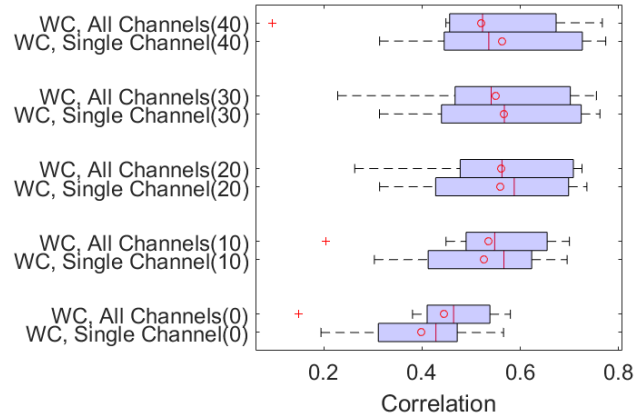 WC, All Channels(40)
WC, Single Channel(40)
WC, All Channels(30)
WC, Single Channel(30)
WC, All Channels(20)
WC, Single Channel(20)
WC, All Channels(10)
WC, Single Channel(10)
WC, All Channels(0)
WC, Single Channel(0)
0.2 0.4 0.6 0.8
Correlation